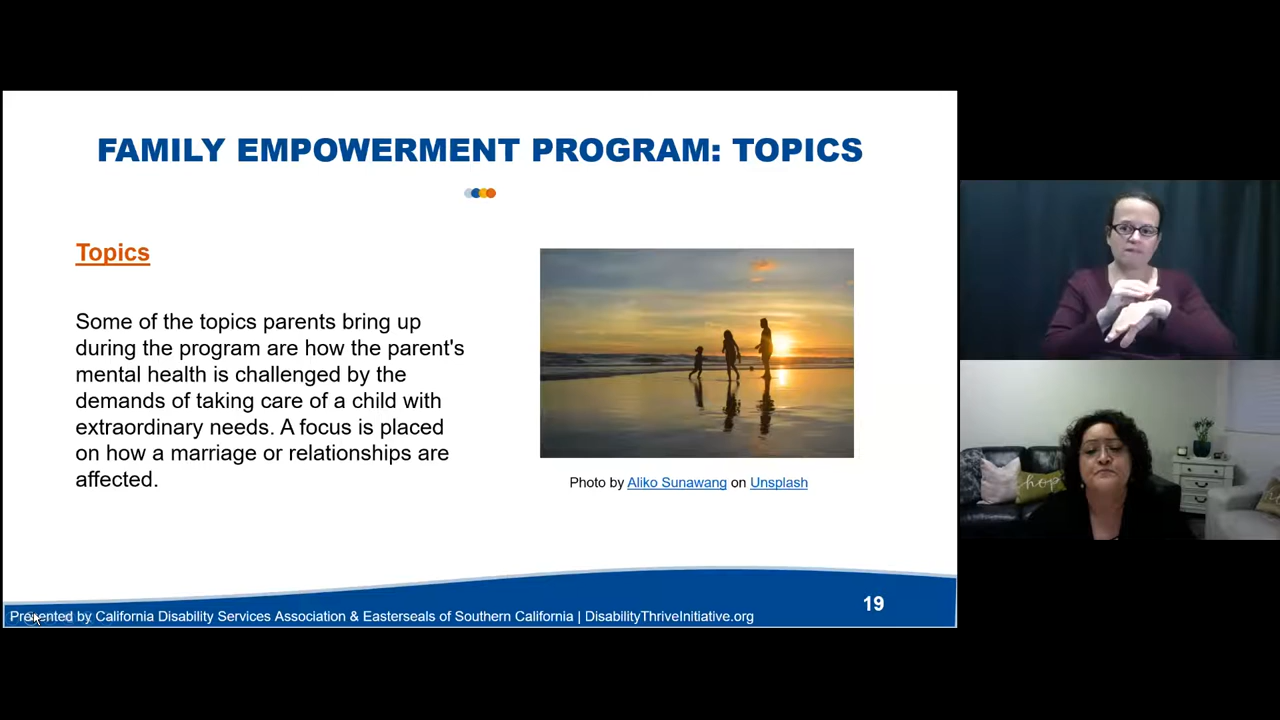 FAMILY EMPOWERMENT PROGRAM: TOPICS
Topics
Some of the topics parents bring up
during the program are how the parent's
mental health is challenged by the
demands of taking care of a child with
extraordinary needs. A focus is placed
on how a marriage or relationships are
affected.
Photo by Aliko Sunawang on Unsplash
Presented by California Disability Services Association & Easterseals of Southern California | DisabilityThriveInitiative.org
19